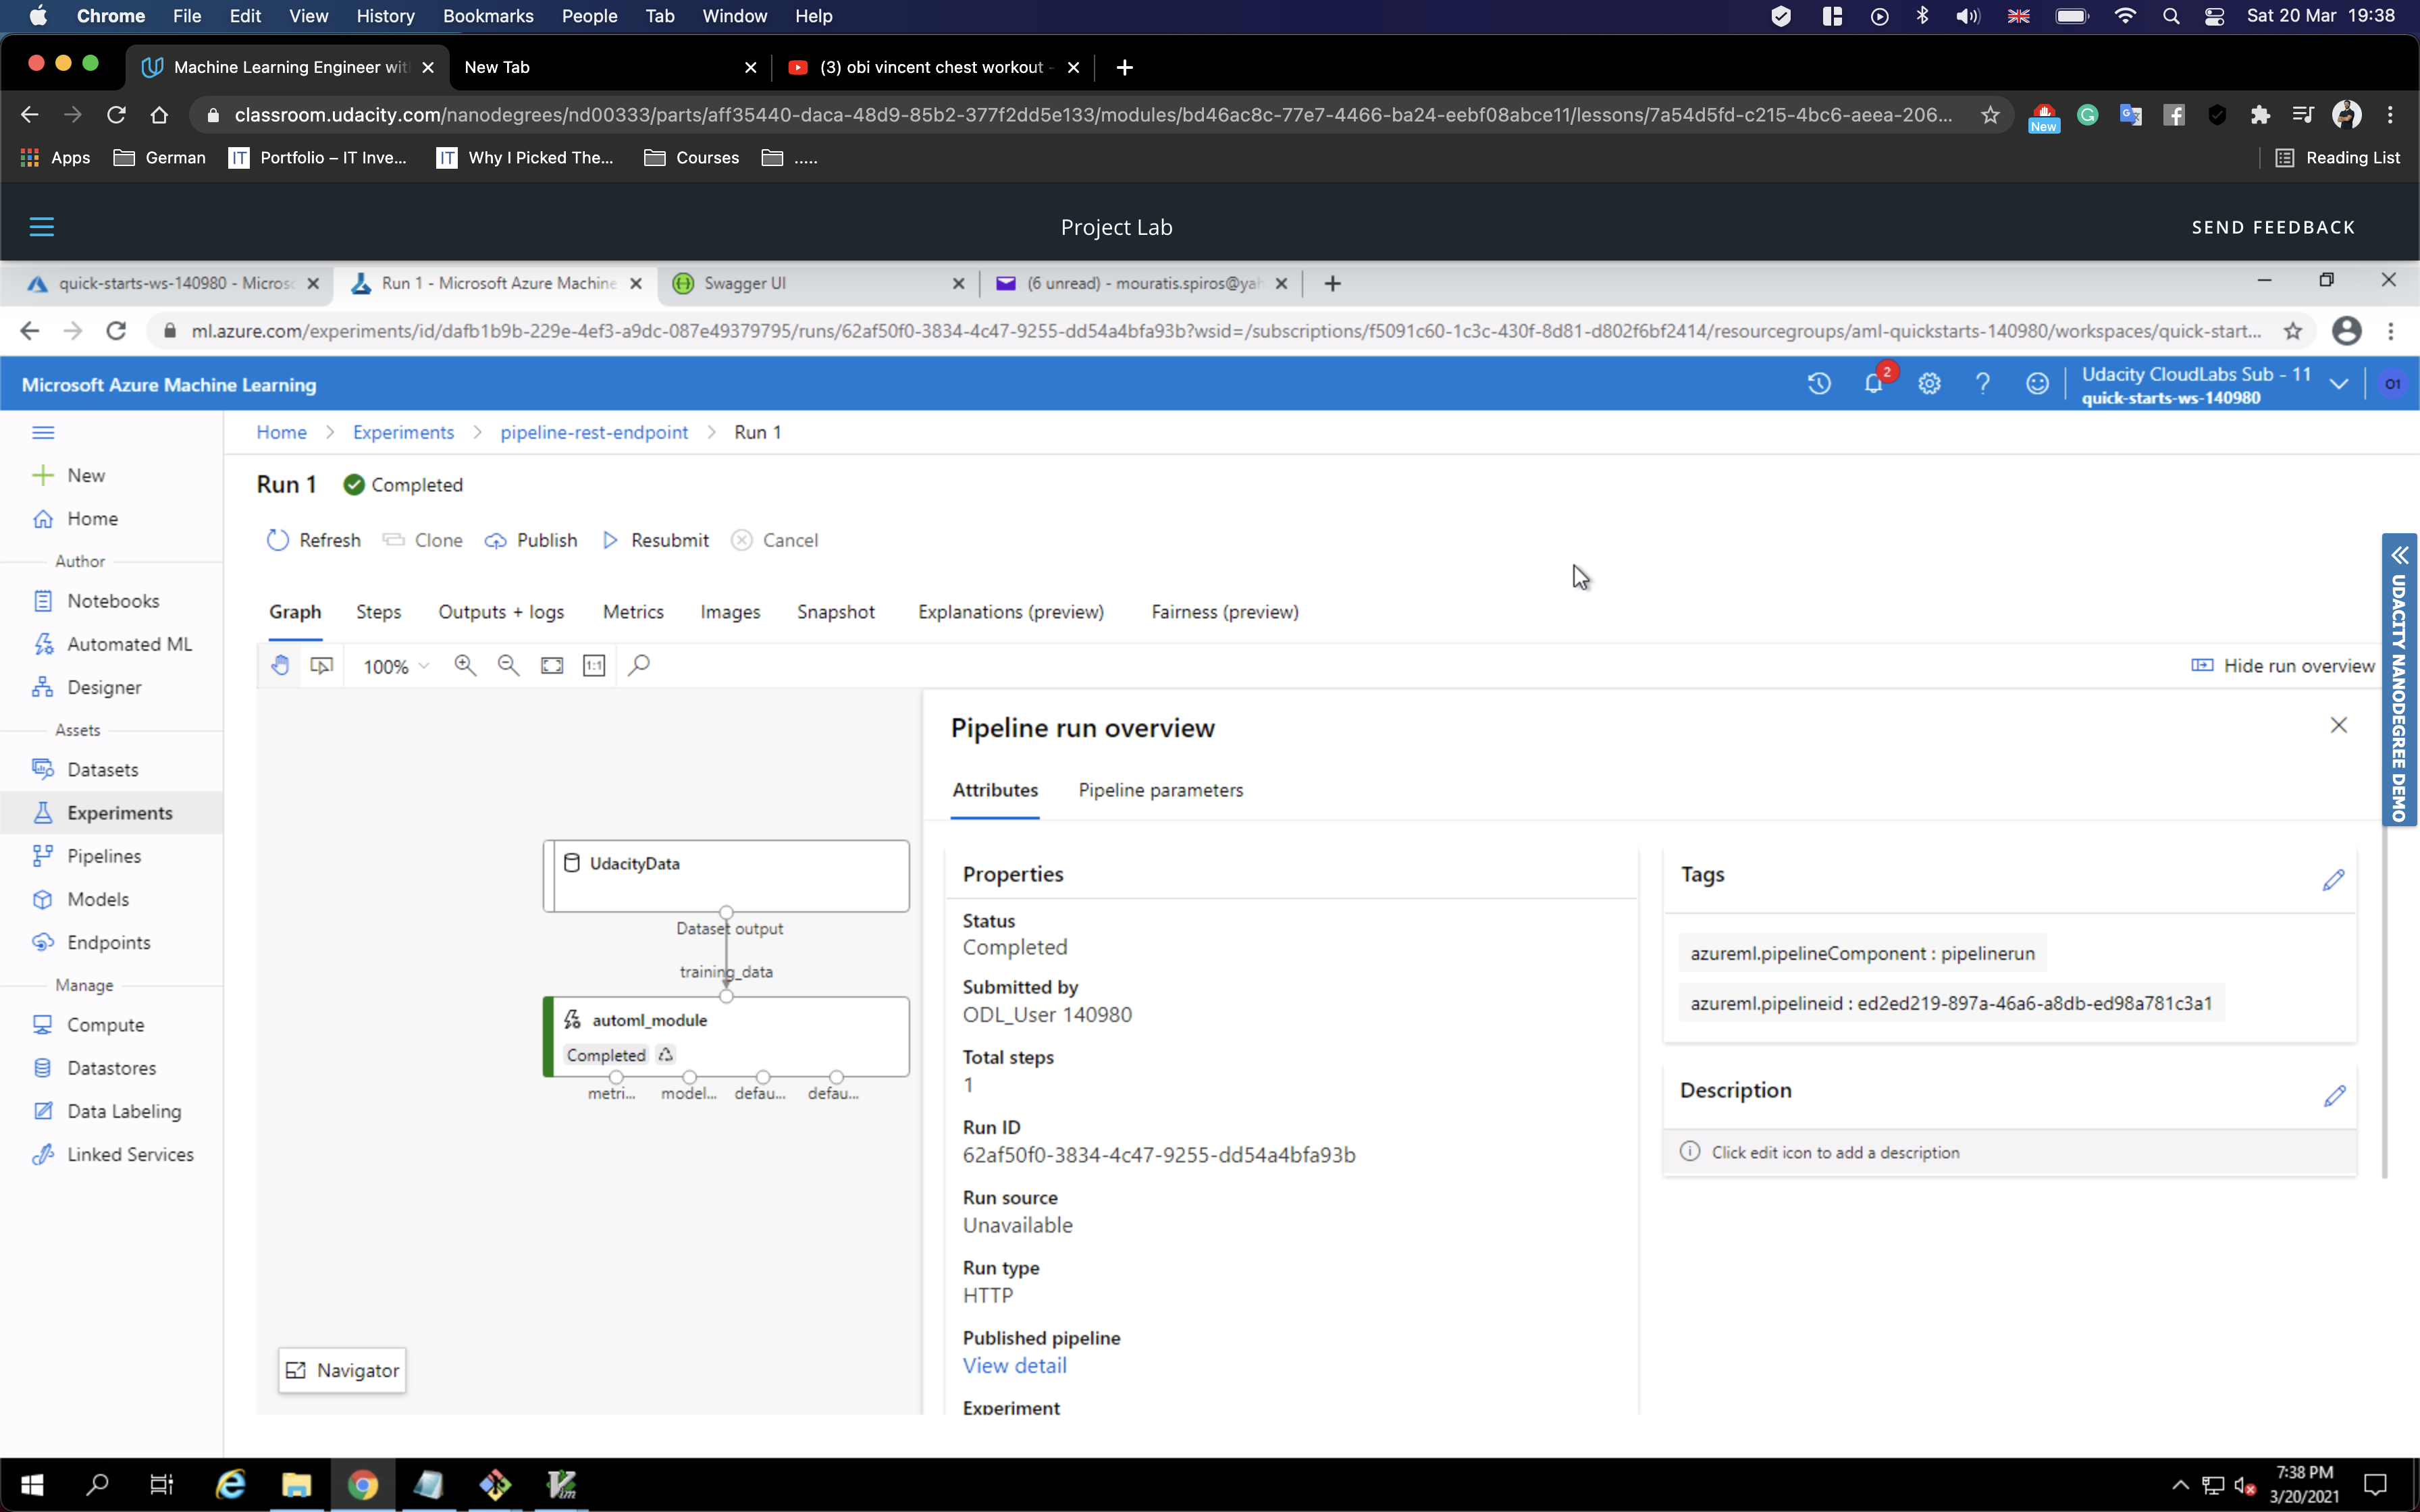 Chrome File Edit View History Bookmarks People Tab Window Help Sat 20 Mar 19:38
Machine Learning Engineer wit New Tab (3) obi vincent chest workout -
classroom.udacity.com/nanodegrees/nd00333/parts/aff35440-daca-48d9-85b2-377f2dd5e133/modules/bd46ac8c-77e7-4466-ba24-eebf08abce11/lessons/7a54d5fd-c215-4bc6-aeea-206... New
Apps German IT Portfolio – IT Inve... IT Why I Picked The... Courses ..... Reading List
Project Lab SEND FEEDBACK
quick-starts-ws-140980 - Micros Run 1 - Microsoft Azure Machine Swagger UI (6 unread) - mouratis.spiros@yah
ml.azure.com/experiments/id/dafb1b9b-229e-4ef3-a9dc-087e49379795/runs/62af50f0-3834-4c47-9255-dd54a4bfa93b?wsid=/subscriptions/f5091c60-1c3c-430f-8d81-d802f6bf2414/resourcegroups/aml-quickstarts-140980/workspaces/quick-start...
Microsoft Azure Machine Learning 2 Udacity CloudLabs Sub - 11 O1
quick-starts-ws-140980
Home > Experiments > pipeline-rest-endpoint > Run 1
New
Home
Author
Notebooks
Automated ML
Designer
Assets
Datasets
Experiments
Pipelines
Models
Endpoints
Manage
Compute
Datastores
Data Labeling
Linked Services
Run 1 Completed
Refresh Clone Publish Resubmit Cancel
Graph Steps Outputs + logs Metrics Images Snapshot Explanations (preview) Fairness (preview)
100% 1:1 Hide run overview
UdacityData
Dataset output
training_data
automl_module
Completed
metri... model... defau... defau...
Navigator
Pipeline run overview
Attributes Pipeline parameters
Properties
Status
Completed
Submitted by
ODL_User 140980
Total steps
1
Run ID
62af50f0-3834-4c47-9255-dd54a4bfa93b
Run source
Unavailable
Run type
HTTP
Published pipeline
View detail
Experiment
Tags
azureml.pipelineComponent : pipelinerun
azureml.pipelineid : ed2ed219-897a-46a6-a8db-ed98a781c3a1
Description
Click edit icon to add a description
UDACITY NANODEGREE DEMO
7:38 PM
3/20/2021